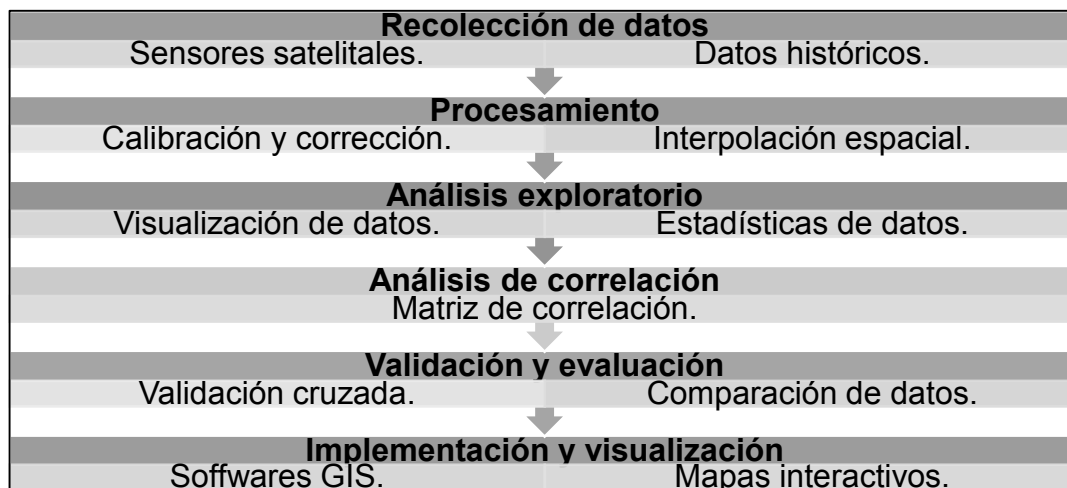 Recolección de datos
Sensores satelitales. Datos históricos.
Procesamiento
Calibración y corrección. Interpolación espacial.
Análisis exploratorio
Visualización de datos. Estadísticas de datos.
Análisis de correlación
Matriz de correlación.
Validación y evaluación
Validación cruzada. Comparación de datos.
Implementación y visualización
Soffwares GIS. Mapas interactivos.